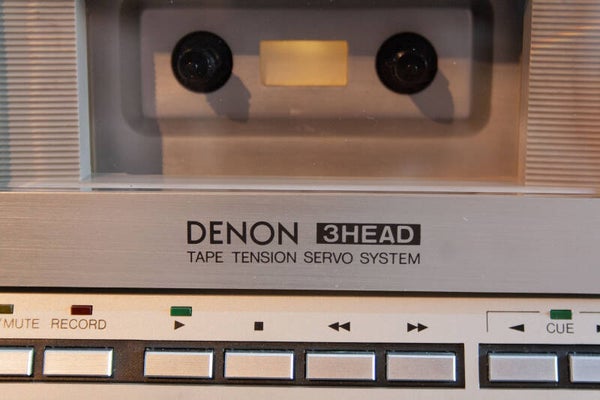 DENON 3HEAD
TAPE TENSION SERVO SYSTEM
/MUTE RECORD CUE